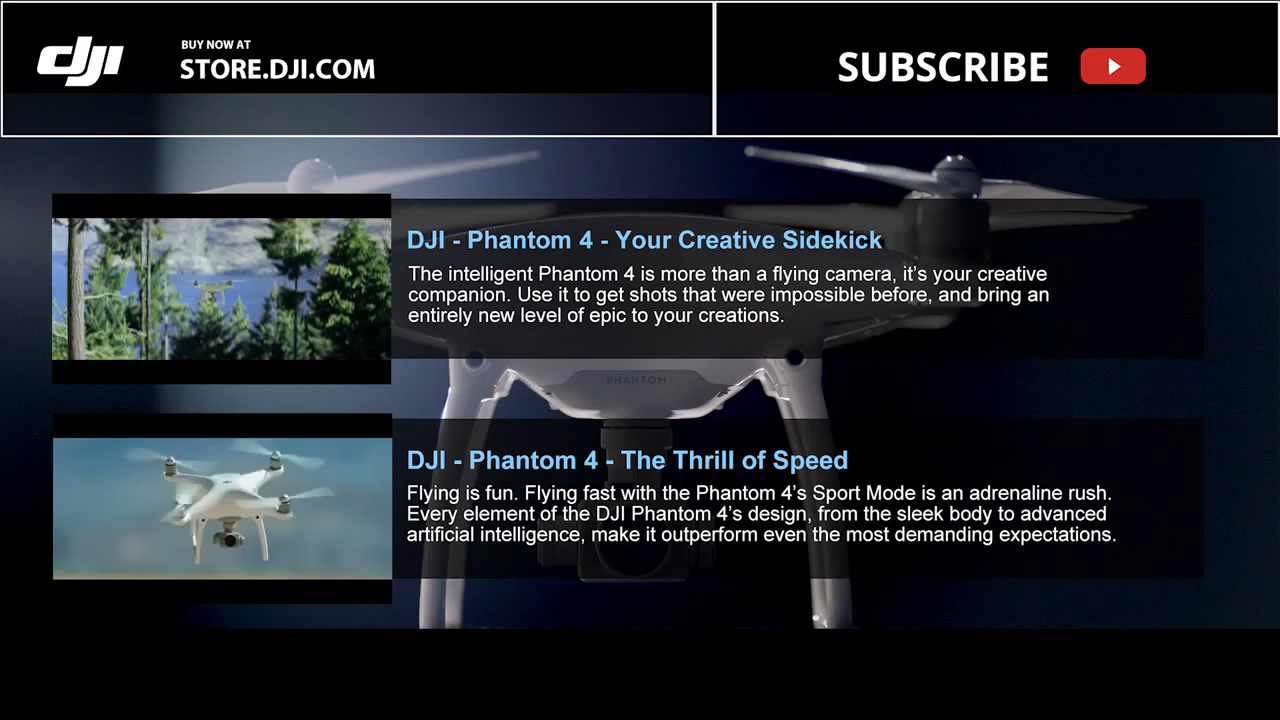 dji
BUY NOW AT
STORE.DJI.COM
SUBSCRIBE
DJI - Phantom 4 - Your Creative Sidekick
The intelligent Phantom 4 is more than a flying camera, it’s your creative
companion. Use it to get shots that were impossible before, and bring an
entirely new level of epic to your creations.
PHANTOM
DJI - Phantom 4 - The Thrill of Speed
Flying is fun. Flying fast with the Phantom 4’s Sport Mode is an adrenaline rush.
Every element of the DJI Phantom 4’s design, from the sleek body to advanced
artificial intelligence, make it outperform even the most demanding expectations.